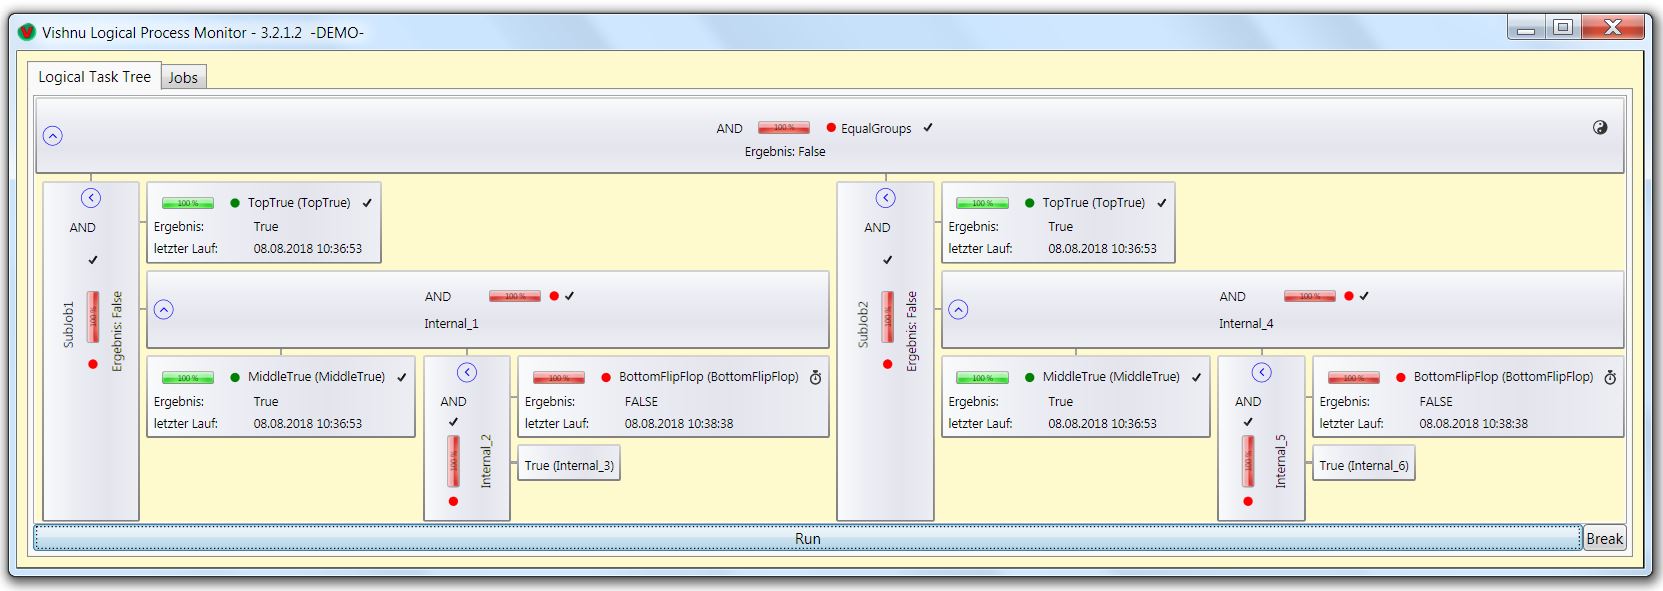 Vishnu Logical Process Monitor - 3.2.1.2 -DEMO-
Logical Task Tree
Jobs
AND 100 % EqualGroups
Ergebnis: False
SubJob1
AND
100 %
Ergebnis: False
100 % TopTrue (TopTrue)
Ergebnis: True
letzter Lauf: 08.08.2018 10:36:53
AND 100 %
Internal_1
100 % MiddleTrue (MiddleTrue)
Ergebnis: True
letzter Lauf: 08.08.2018 10:36:53
AND
100 %
Internal_2
100 % BottomFlipFlop (BottomFlipFlop)
Ergebnis: FALSE
letzter Lauf: 08.08.2018 10:38:38
True (Internal_3)
SubJob2
AND
100 %
Ergebnis: False
100 % TopTrue (TopTrue)
Ergebnis: True
letzter Lauf: 08.08.2018 10:36:53
AND 100 %
Internal_4
100 % MiddleTrue (MiddleTrue)
Ergebnis: True
letzter Lauf: 08.08.2018 10:36:53
AND
100 %
Internal_5
100 % BottomFlipFlop (BottomFlipFlop)
Ergebnis: FALSE
letzter Lauf: 08.08.2018 10:38:38
True (Internal_6)
Run
Break